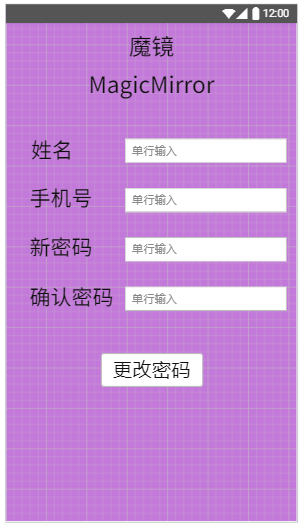 12:00
魔镜
MagicMirror
姓名 单行输入
手机号 单行输入
新密码 单行输入
确认密码 单行输入
更改密码